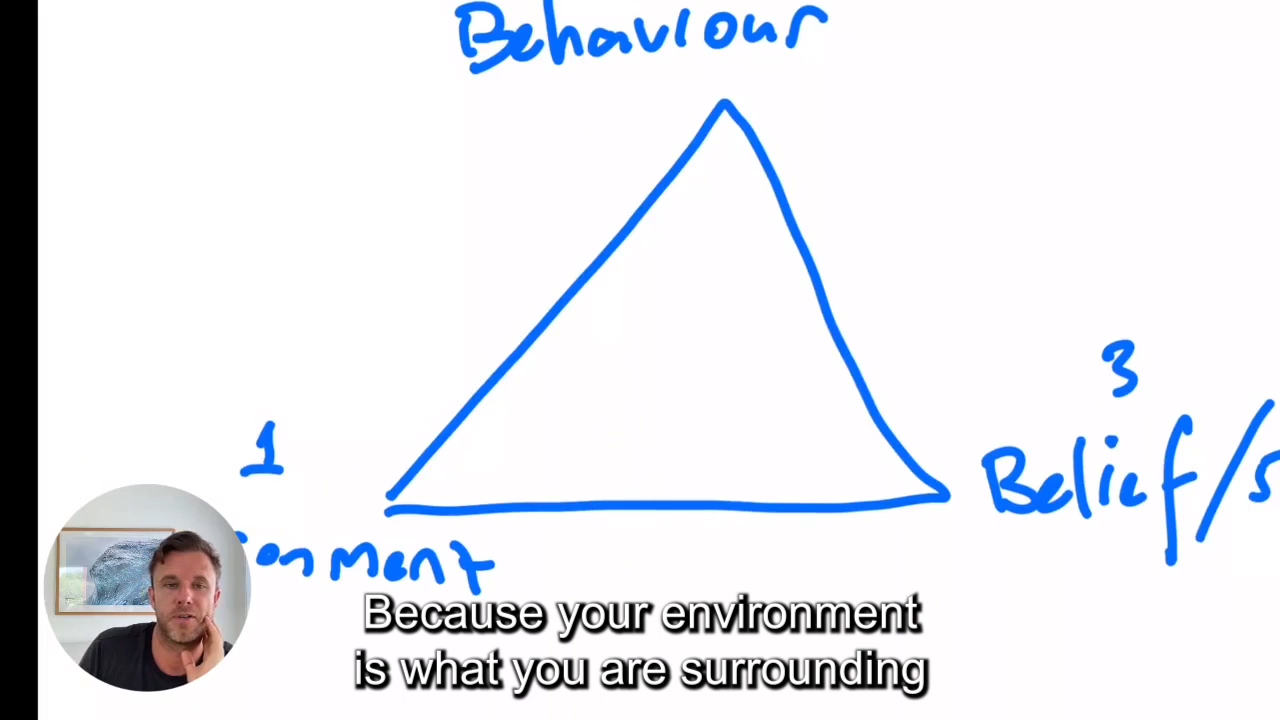 Behaviour
3
1
Belief/s
onment
Because your environment
is what you are surrounding